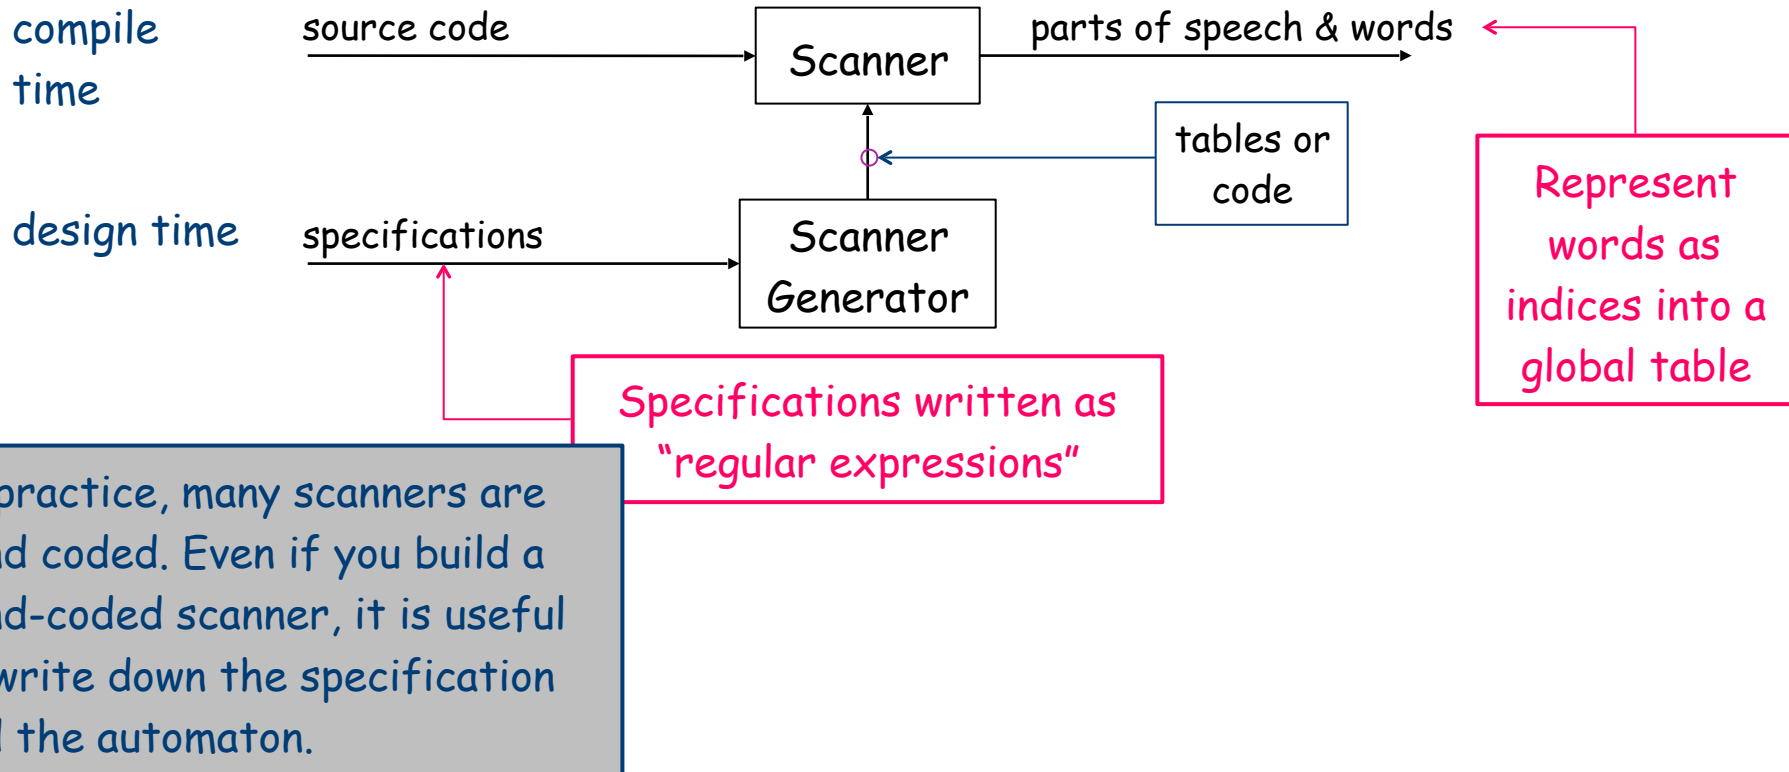 compile
time
source code
Scanner
parts of speech & words
tables or
code
design time
specifications
Scanner
Generator
Represent
words as
indices into a
global table
Specifications written as
“regular expressions”
practice, many scanners are
nd coded. Even if you build a
nd-coded scanner, it is useful
write down the specification
the automaton.